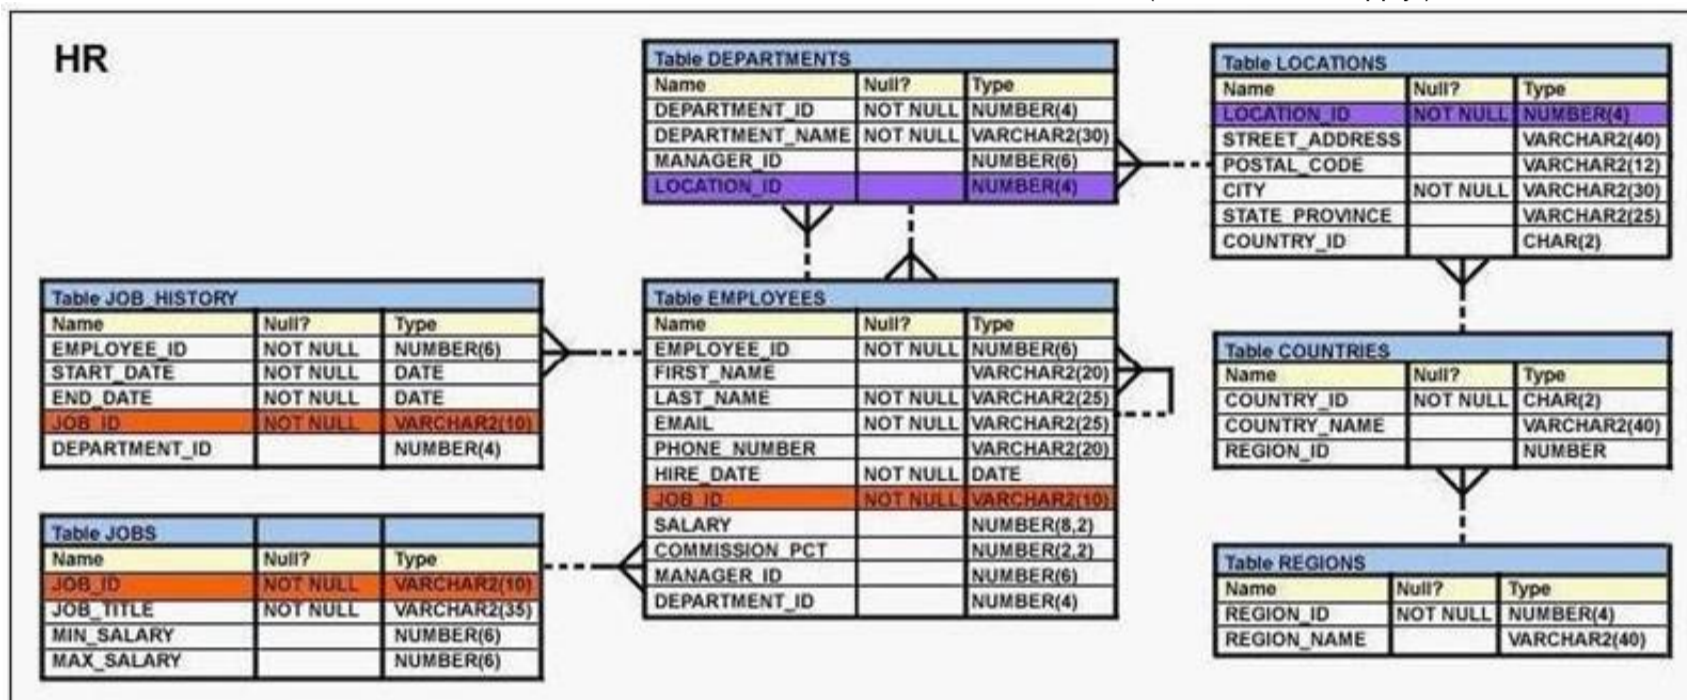 HR
Table DEPARTMENTS
Name Null? Type
DEPARTMENT_ID NOT NULL NUMBER(4)
DEPARTMENT_NAME NOT NULL VARCHAR2(30)
MANAGER_ID NUMBER(6)
LOCATION_ID NUMBER(4)
Table LOCATIONS
Name Null? Type
LOCATION_ID NOT NULL NUMBER(4)
STREET_ADDRESS VARCHAR2(40)
POSTAL_CODE VARCHAR2(12)
CITY NOT NULL VARCHAR2(30)
STATE_PROVINCE VARCHAR2(25)
COUNTRY_ID CHAR(2)
Table JOB_HISTORY
Name Null? Type
EMPLOYEE_ID NOT NULL NUMBER(6)
START_DATE NOT NULL DATE
END_DATE NOT NULL DATE
JOB_ID NOT NULL VARCHAR2(10)
DEPARTMENT_ID NUMBER(4)
Table EMPLOYEES
Name Null? Type
EMPLOYEE_ID NOT NULL NUMBER(6)
FIRST_NAME VARCHAR2(20)
LAST_NAME NOT NULL VARCHAR2(25)
EMAIL NOT NULL VARCHAR2(25)
PHONE_NUMBER VARCHAR2(20)
HIRE_DATE NOT NULL DATE
JOB_ID NOT NULL VARCHAR2(10)
SALARY NUMBER(8,2)
COMMISSION_PCT NUMBER(2,2)
MANAGER_ID NUMBER(6)
DEPARTMENT_ID NUMBER(4)
Table COUNTRIES
Name Null? Type
COUNTRY_ID NOT NULL CHAR(2)
COUNTRY_NAME VARCHAR2(40)
REGION_ID NUMBER
Table JOBS
Name Null? Type
JOB_ID NOT NULL VARCHAR2(10)
JOB_TITLE NOT NULL VARCHAR2(35)
MIN_SALARY NUMBER(6)
MAX_SALARY NUMBER(6)
Table REGIONS
Name Null? Type
REGION_ID NOT NULL NUMBER(4)
REGION_NAME VARCHAR2(40)